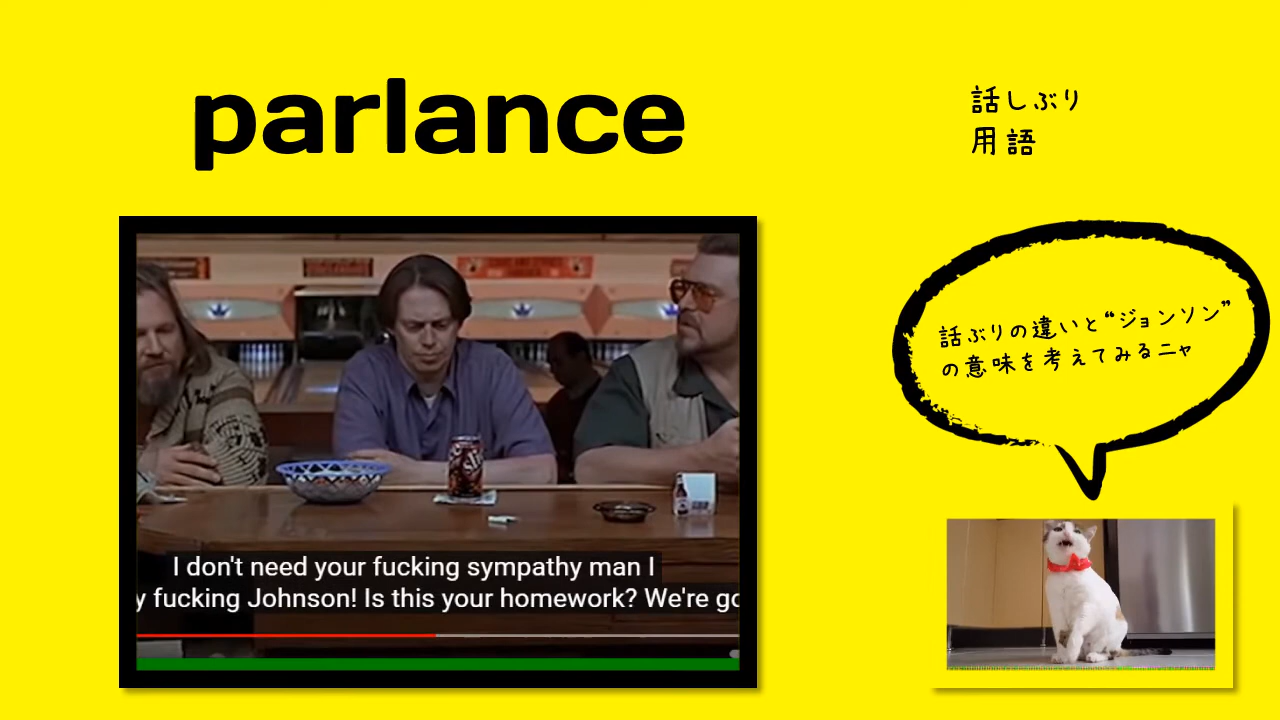 parlance
話しぶり
用語
話ぶりの違いと“ジョンソン”
の意味を考えてみるニャ
I don't need your fucking sympathy man I
y fucking Johnson! Is this your homework? We're go